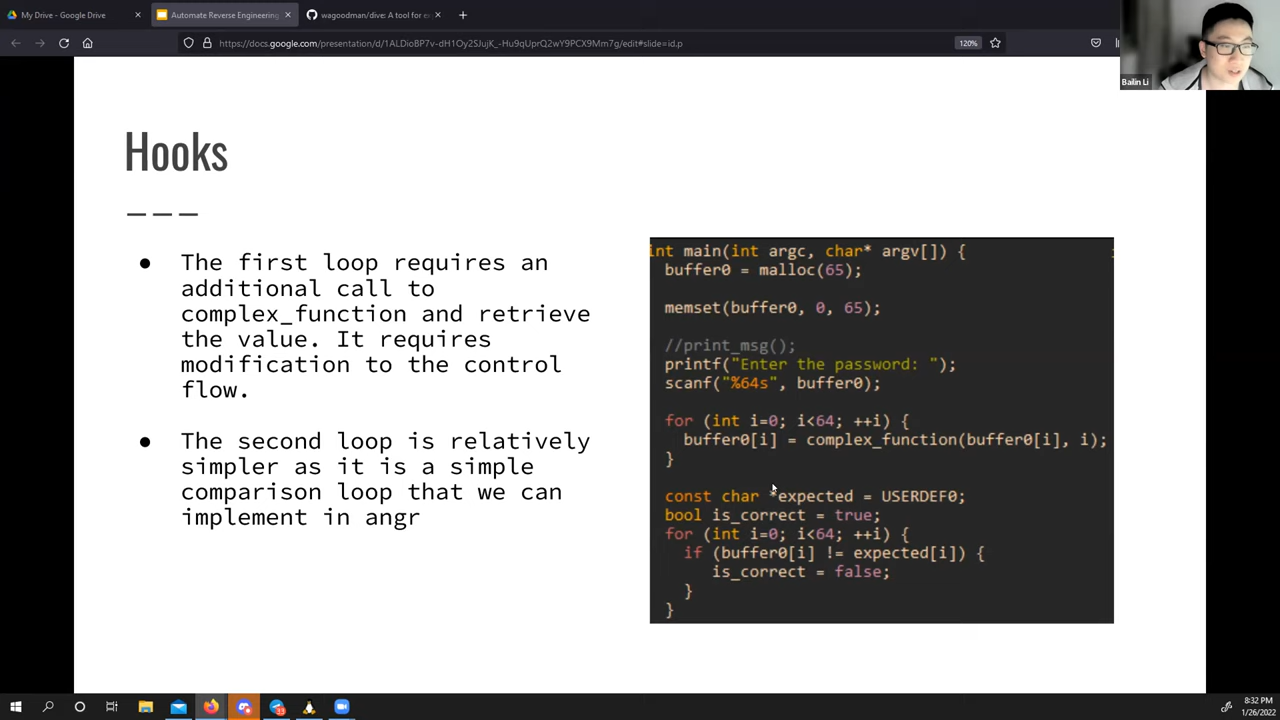 My Drive - Google Drive
Automate Reverse Engineering
wagoodman/dive: A tool for ex
https://docs.google.com/presentation/d/1ALDioBP7v-dH1Oy2SJujK_-Hu9qUprQ2wY9PCX9Mm7g/edit#slide=id.p
120%
Bailin Li
Hooks
The first loop requires an
additional call to
complex_function and retrieve
the value. It requires
modification to the control
flow.
The second loop is relatively
simpler as it is a simple
comparison loop that we can
implement in angr
int main(int argc, char* argv[]) {
buffer0 = malloc(65);
memset(buffer0, 0, 65);
//print_msg();
printf("Enter the password: ");
scanf("%64s", buffer0);
for (int i=0; i<64; ++i) {
buffer0[i] = complex_function(buffer0[i], i);
}
const char *expected = USERDEF0;
bool is_correct = true;
for (int i=0; i<64; ++i) {
if (buffer0[i] != expected[i]) {
is_correct = false;
}
}
8:32 PM
1/26/2022